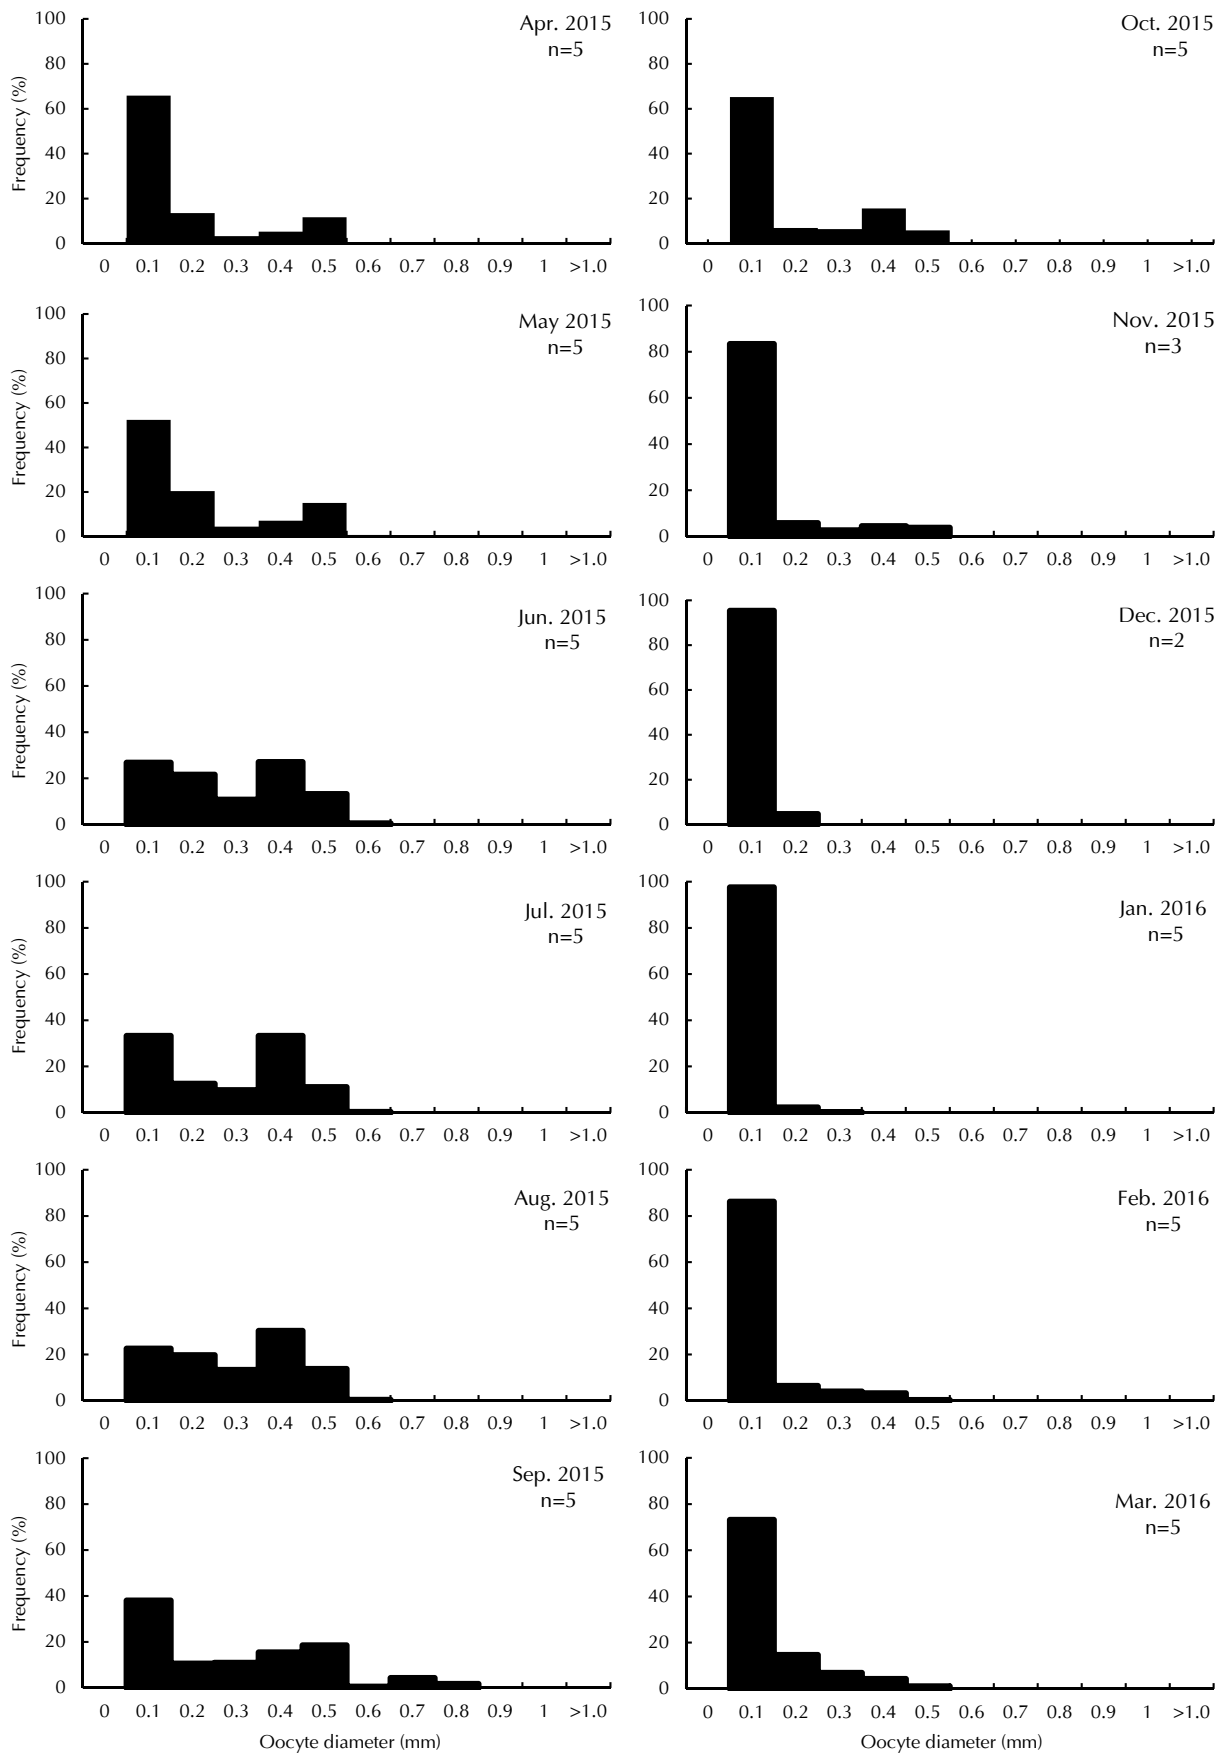 Apr. 2015
n=5
Frequency (%)
100
80
60
40
20
0
0 0.1 0.2 0.3 0.4 0.5 0.6 0.7 0.8 0.9 1 >1.0
May 2015
n=5
Frequency (%)
100
80
60
40
20
0
0 0.1 0.2 0.3 0.4 0.5 0.6 0.7 0.8 0.9 1 >1.0
Jun. 2015
n=5
Frequency (%)
100
80
60
40
20
0
0 0.1 0.2 0.3 0.4 0.5 0.6 0.7 0.8 0.9 1 >1.0
Jul. 2015
n=5
Frequency (%)
100
80
60
40
20
0
0 0.1 0.2 0.3 0.4 0.5 0.6 0.7 0.8 0.9 1 >1.0
Aug. 2015
n=5
Frequency (%)
100
80
60
40
20
0
0 0.1 0.2 0.3 0.4 0.5 0.6 0.7 0.8 0.9 1 >1.0
Sep. 2015
n=5
Frequency (%)
100
80
60
40
20
0
0 0.1 0.2 0.3 0.4 0.5 0.6 0.7 0.8 0.9 1 >1.0
Oocyte diameter (mm)
Oct. 2015
n=5
100
80
60
40
20
0
0 0.1 0.2 0.3 0.4 0.5 0.6 0.7 0.8 0.9 1 >1.0
Nov. 2015
n=3
100
80
60
40
20
0
0 0.1 0.2 0.3 0.4 0.5 0.6 0.7 0.8 0.9 1 >1.0
Dec. 2015
n=2
100
80
60
40
20
0
0 0.1 0.2 0.3 0.4 0.5 0.6 0.7 0.8 0.9 1 >1.0
Jan. 2016
n=5
100
80
60
40
20
0
0 0.1 0.2 0.3 0.4 0.5 0.6 0.7 0.8 0.9 1 >1.0
Feb. 2016
n=5
100
80
60
40
20
0
0 0.1 0.2 0.3 0.4 0.5 0.6 0.7 0.8 0.9 1 >1.0
Mar. 2016
n=5
100
80
60
40
20
0
0 0.1 0.2 0.3 0.4 0.5 0.6 0.7 0.8 0.9 1 >1.0
Oocyte diameter (mm)